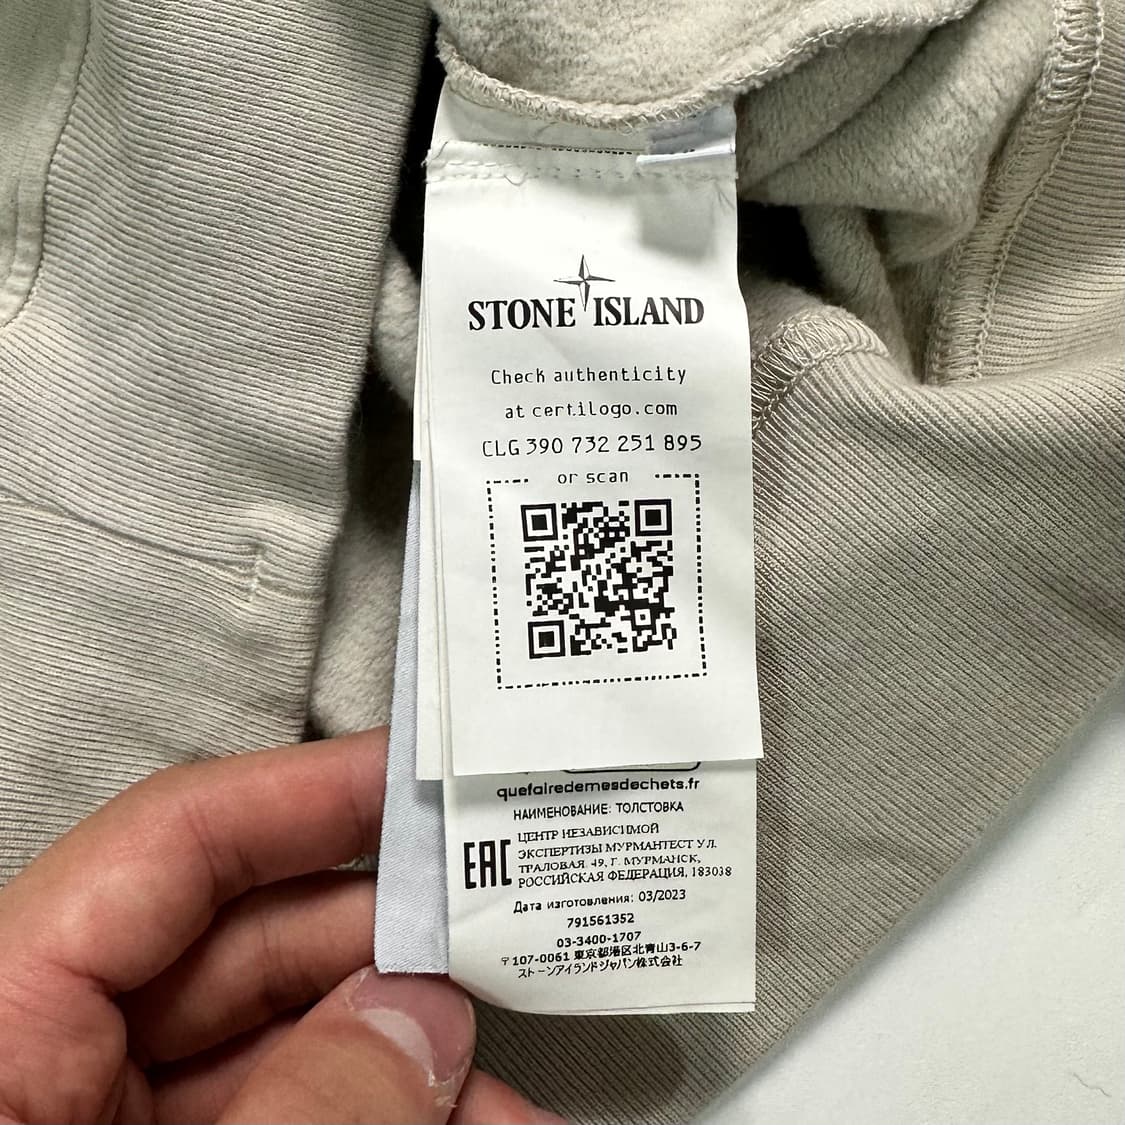 STONE ISLAND
Check authenticity
at certilogo.com
CLG 390 732 251 895
or scan
quefairedemesdechets.fr
НАИМЕНОВАНИЕ: ТОЛСТОВКА
EAC
ЦЕНТР НЕЗАВИСИМОЙ
ЭКСПЕРТИЗЫ МУРМАНТЕСТ УЛ.
ТРАЛОВАЯ 49, Г. МУРМАНСК,
РОССИЙСКАЯ ФЕДЕРАЦИЯ, 183038
Дата изготовления: 03/2023
791561352
03-3400-1707
〒107-0061 東京都港区北青山3-6-7
ストーンアイランドジャパン株式会社